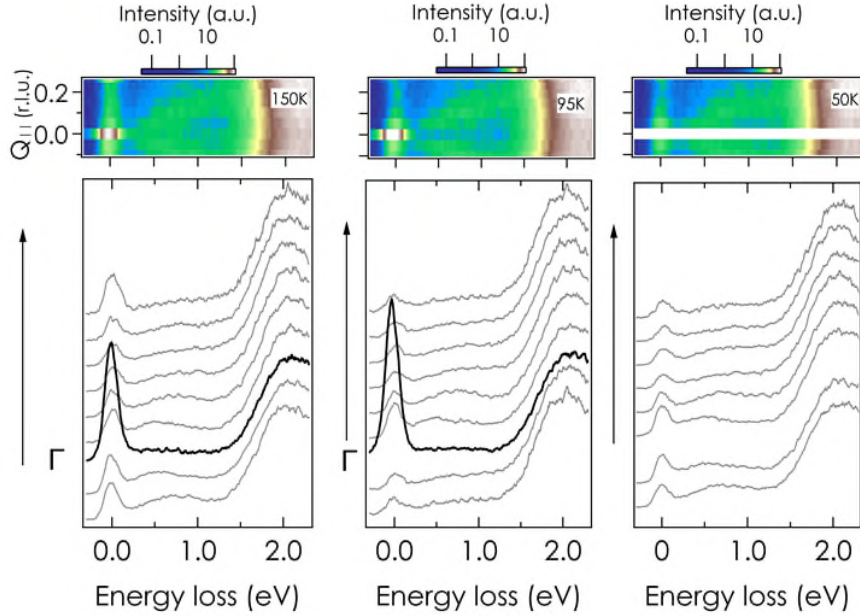 Intensity (a.u.)
0.1 10
Intensity (a.u.)
0.1 10
Intensity (a.u.)
0.1 10
Q|| (r.l.u.)
0.2
0.0
150K
95K
50K
Γ
Γ
0.0 1.0 2.0
0.0 1.0 2.0
0 1.0 2.0
Energy loss (eV)
Energy loss (eV)
Energy loss (eV)